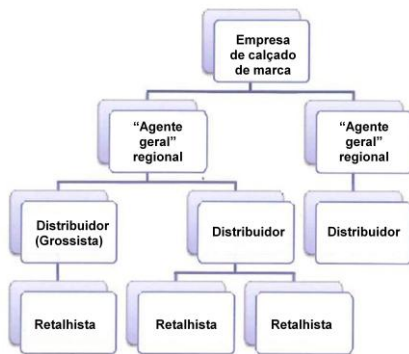 Empresa
de calçado
de marca
“Agente
geral”
regional
“Agente
geral”
regional
Distribuidor
(Grossista)
Distribuidor
Distribuidor
Retalhista
Retalhista
Retalhista